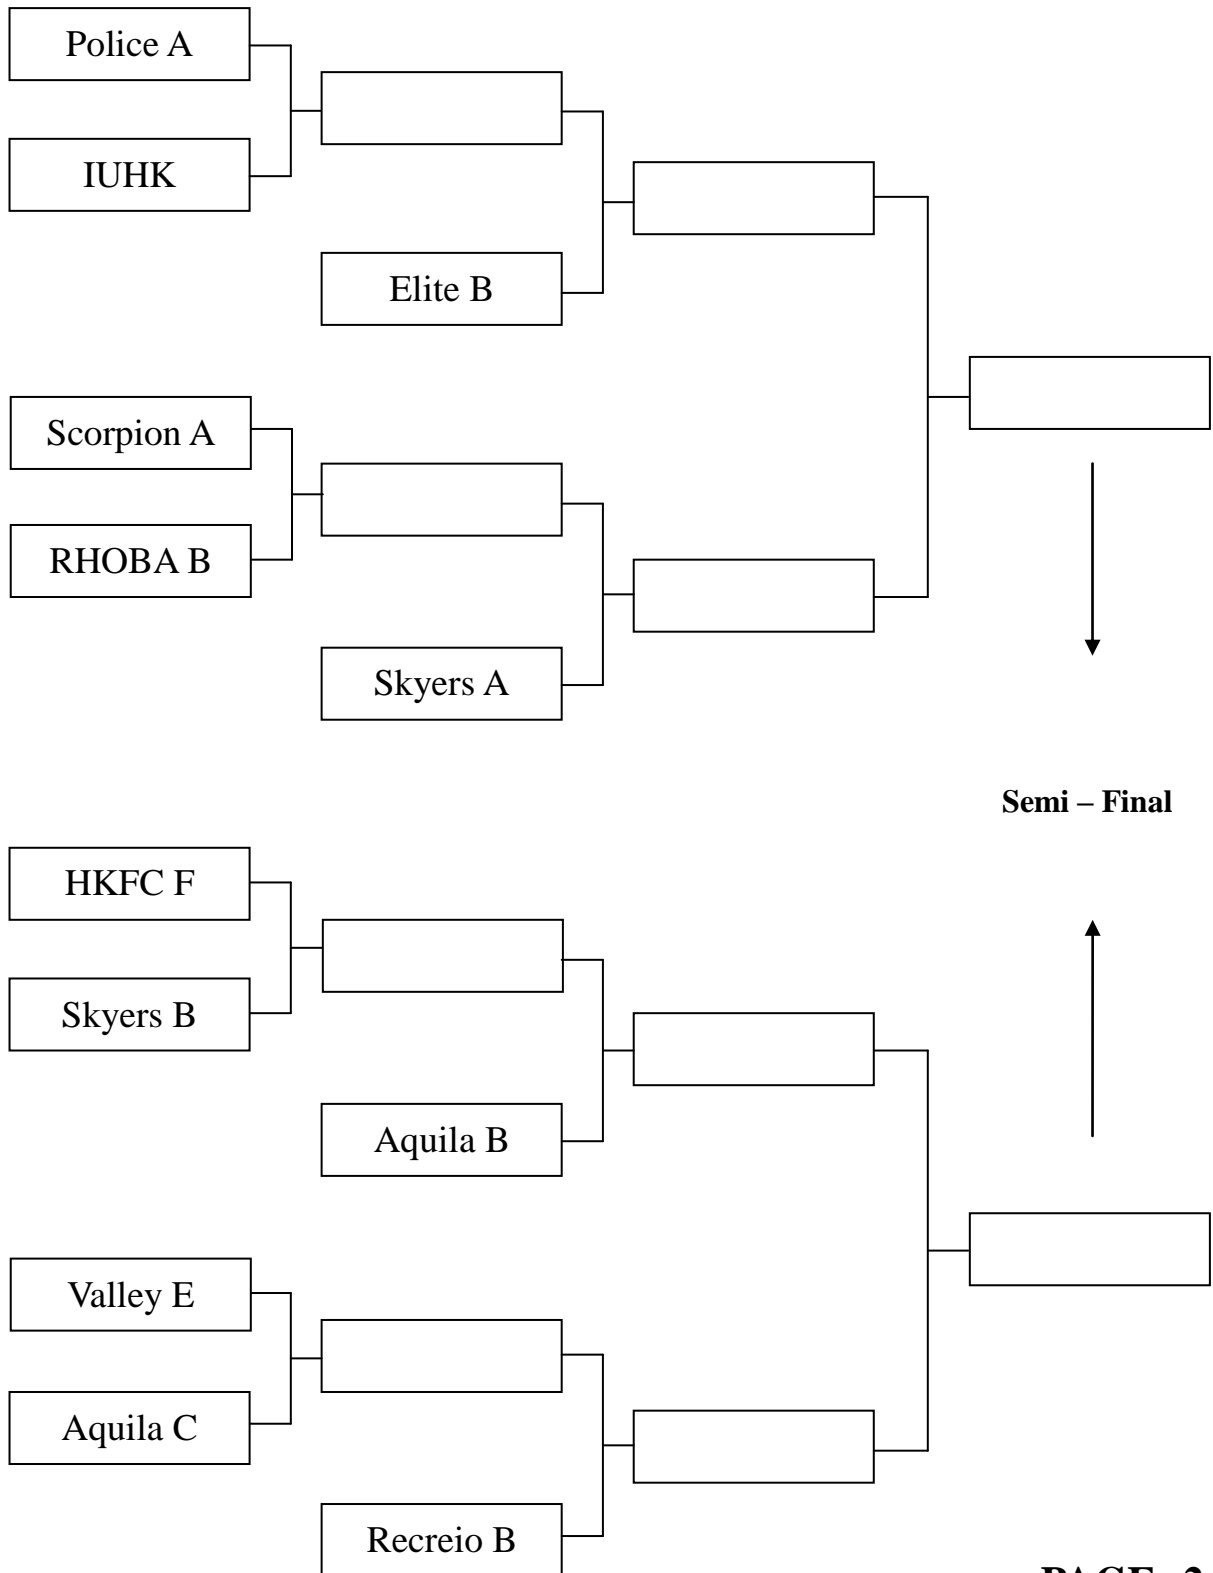 Police A
IUHK
Elite B
Scorpion A
RHOBA B
Skyers A
Semi – Final
HKFC F
Skyers B
Aquila B
Valley E
Aquila C
Recreio B